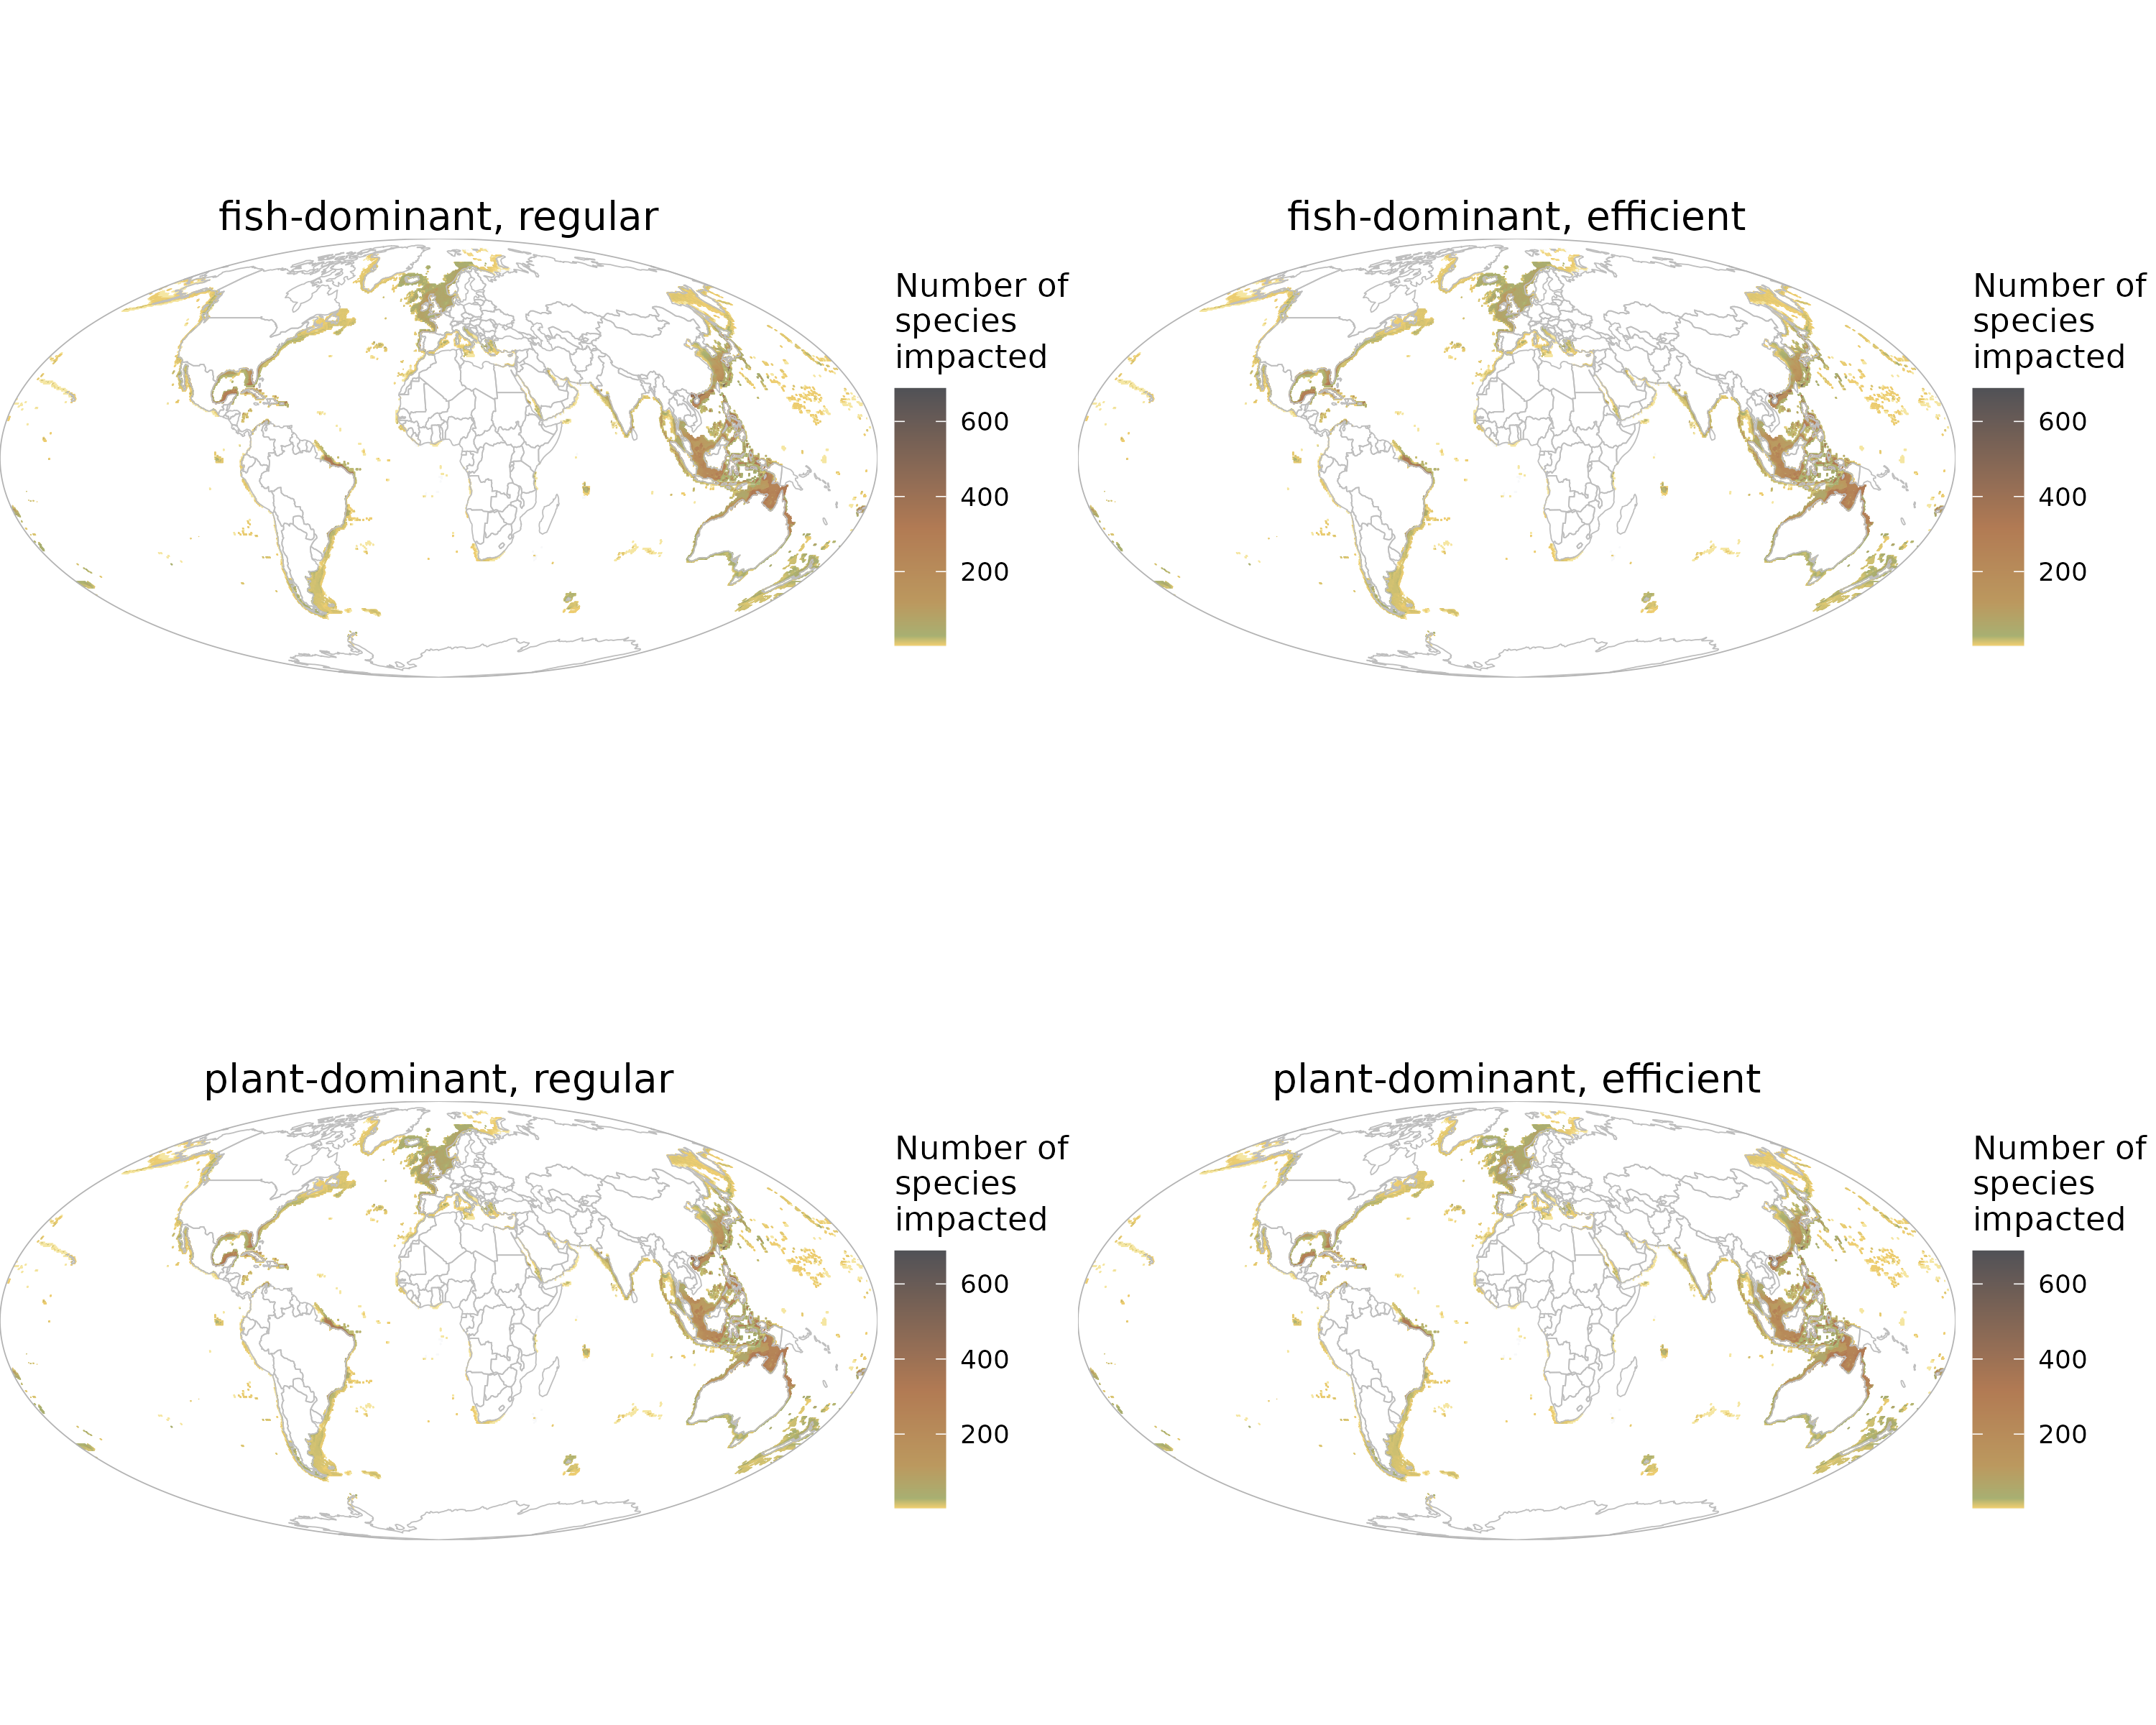 fish-dominant, regular
Number of
species
impacted
600
400
200
fish-dominant, efficient
Number of
species
impacted
600
400
200
plant-dominant, regular
Number of
species
impacted
600
400
200
plant-dominant, efficient
Number of
species
impacted
600
400
200